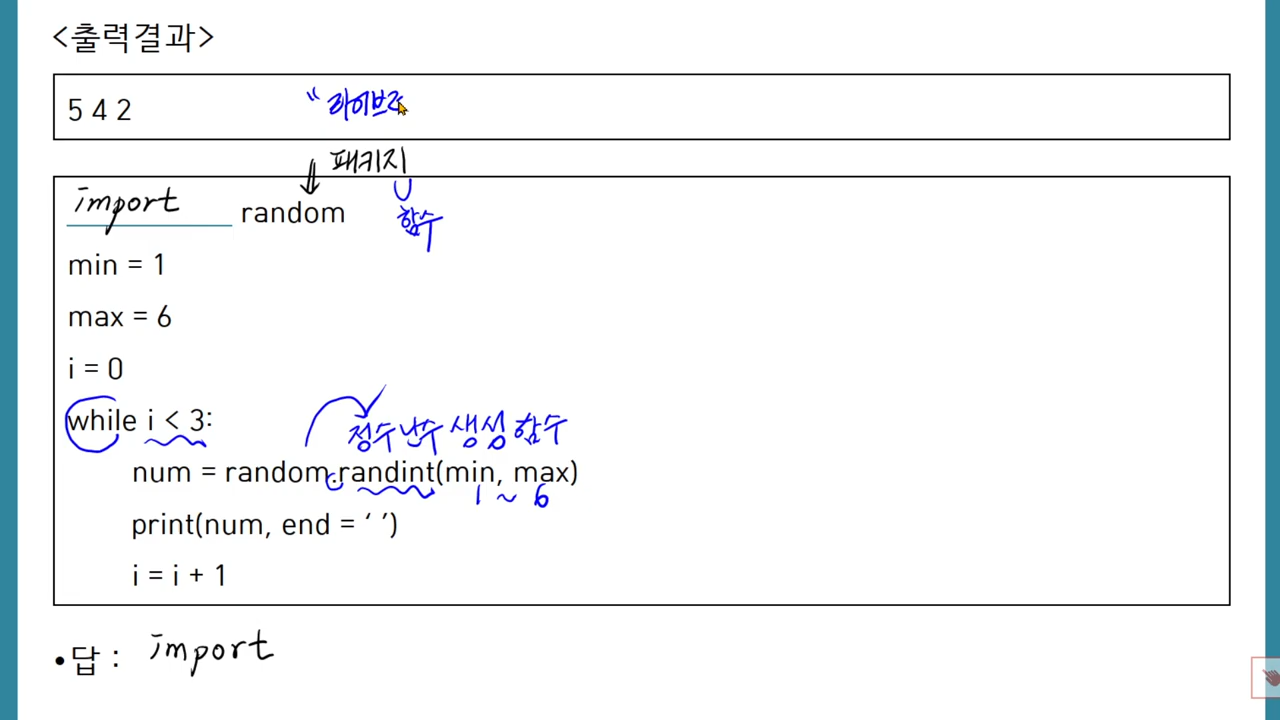 <출력결과>
5 4 2
"라이브러
패키지
import random
함수
min = 1
max = 6
i = 0
while i < 3:
정수난수 생성 함수
num = random.randint(min, max)
1 ~ 6
print(num, end = ‘ ’)
i = i + 1
•답 : import